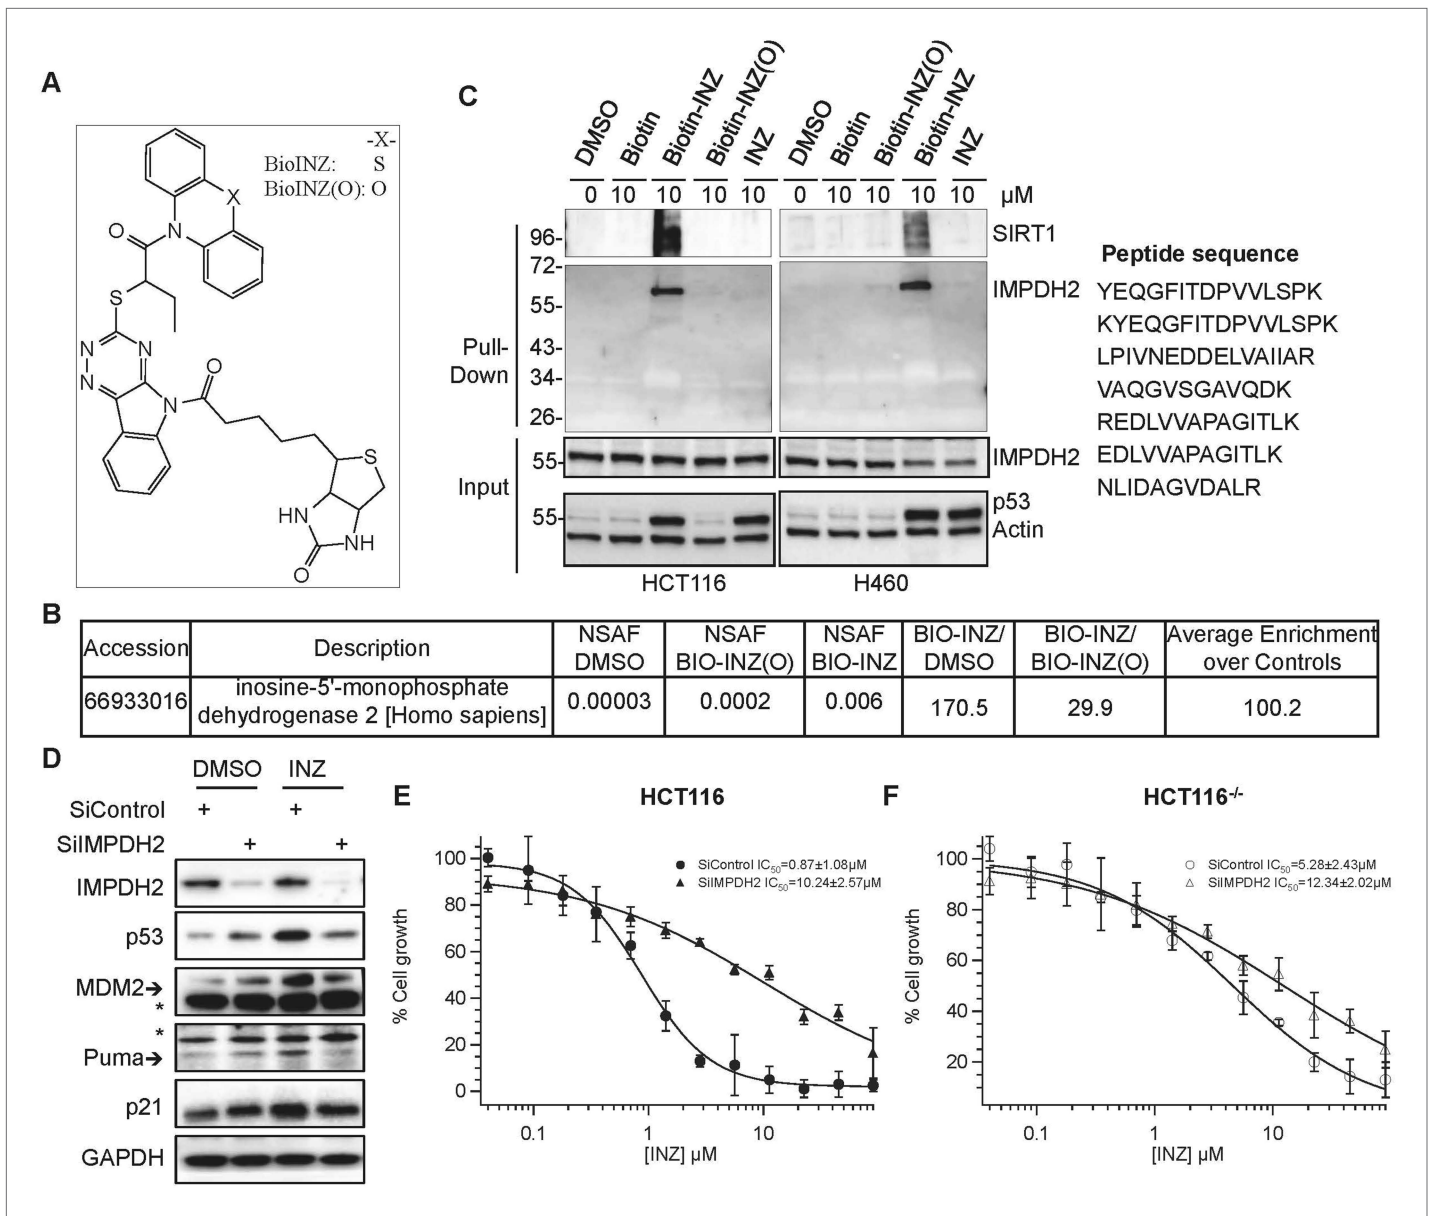 A
-X-
BioINZ: S
BioINZ(O): O
X
O
N
S
N
N
N
N
O
S
HN
NH
O
C
DMSO
Biotin
Biotin-INZ
Biotin-INZ(O)
INZ
DMSO
Biotin
Biotin-INZ(O)
Biotin-INZ
INZ
0 10 10 10 10 0 10 10 10 10 µM
96- SIRT1
72-
IMPDH2
55-
43-
34-
26-
Pull-
Down
Input
55- IMPDH2
55- p53
Actin
HCT116 H460
Peptide sequence
YEQGFITDPVVLSPK
KYEQGFITDPVVLSPK
LPIVNEDDELVAIIAR
VAQGVSGAVQDK
REDLVVAPAGITLK
EDLVVAPAGITLK
NLIDAGVDALR
B
Accession Description NSAF DMSO NSAF BIO-INZ(O) NSAF BIO-INZ BIO-INZ/ DMSO BIO-INZ/ BIO-INZ(O) Average Enrichment over Controls
66933016 inosine-5'-monophosphate dehydrogenase 2 [Homo sapiens] 0.00003 0.0002 0.006 170.5 29.9 100.2
D
DMSO INZ
SiControl + +
SiIMPDH2 + +
IMPDH2
p53
MDM2➔
*
*
Puma➔
p21
GAPDH
E
HCT116
SiControl IC50=0.87±1.08µM
SiIMPDH2 IC50=10.24±2.57µM
% Cell growth
100
80
60
40
20
0
0.1 1 10
[INZ] µM
F
HCT116-/-
SiControl IC50=5.28±2.43µM
SiIMPDH2 IC50=12.34±2.02µM
% Cell growth
100
80
60
40
20
0.1 1 10
[INZ] µM